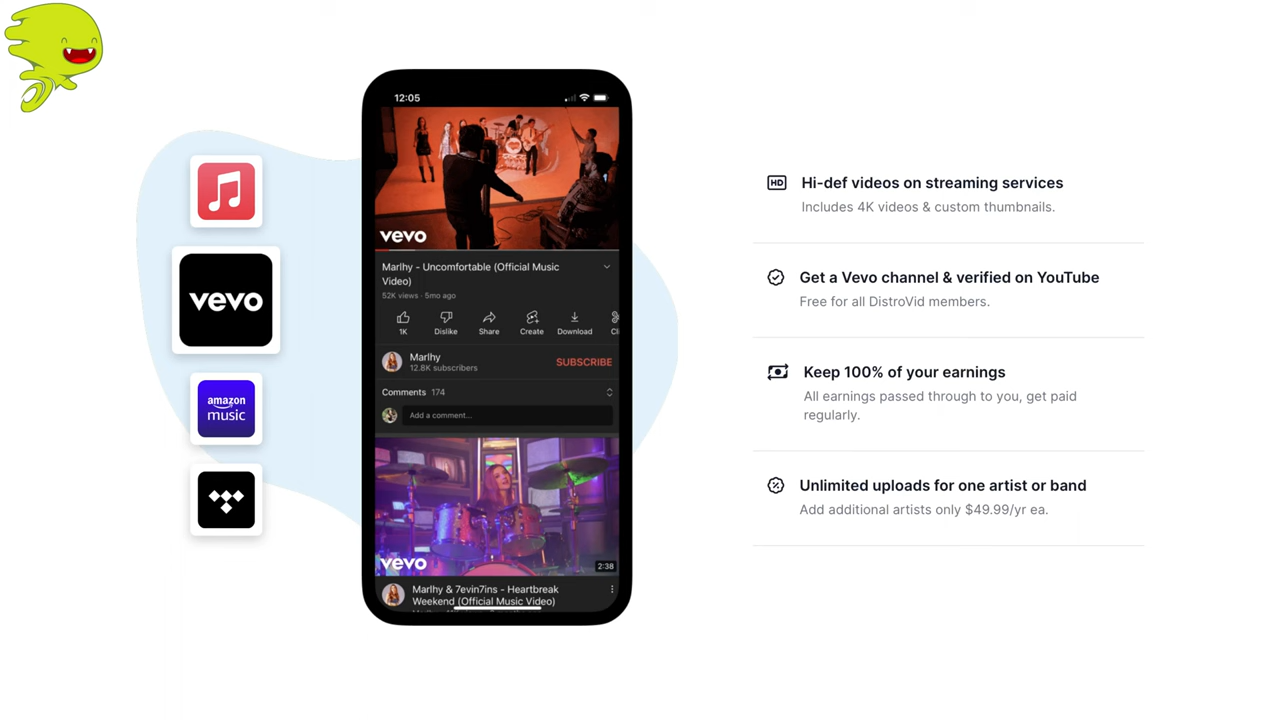 12:05
vevo
Marlhy - Uncomfortable (Official Music
Video)
52K views · 5mo ago
1K
Dislike
Share
Create
Download
Marlhy
12.8K subscribers
SUBSCRIBE
Comments 174
Add a comment...
vevo
2:38
Marlhy & 7evin7ins - Heartbreak
Weekend (Official Music Video)
vevo
amazon
music
HD
Hi-def videos on streaming services
Includes 4K videos & custom thumbnails.
Get a Vevo channel & verified on YouTube
Free for all DistroVid members.
Keep 100% of your earnings
All earnings passed through to you, get paid
regularly.
Unlimited uploads for one artist or band
Add additional artists only $49.99/yr ea.